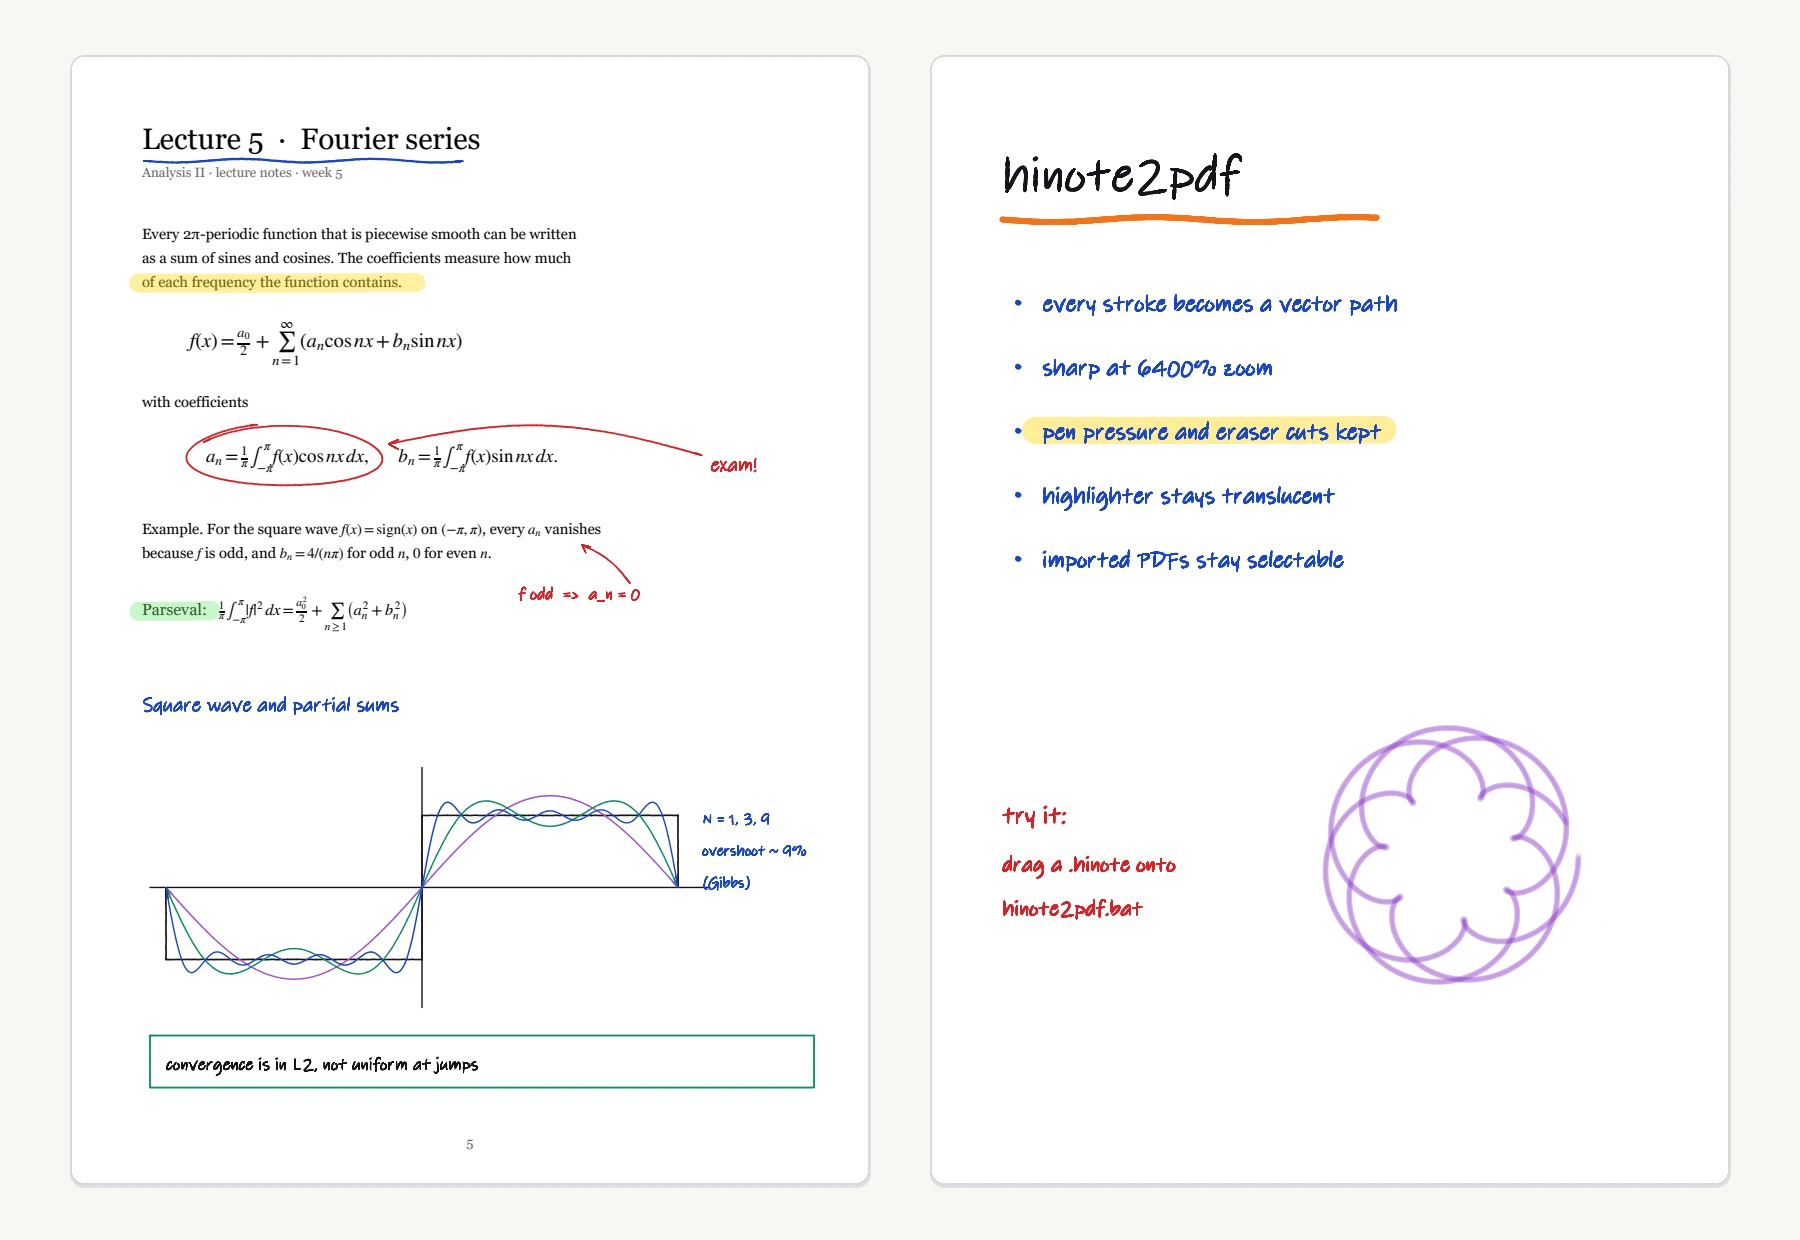 Lecture 5 · Fourier series
Analysis II · lecture notes · week 5
Every 2π-periodic function that is piecewise smooth can be written
as a sum of sines and cosines. The coefficients measure how much
of each frequency the function contains.
f(x) = a₀/2 + ∑_{n=1}^{∞} (aₙ cos nx + bₙ sin nx)
with coefficients
aₙ = 1/π ∫_{−π}^{π} f(x) cos nx dx, bₙ = 1/π ∫_{−π}^{π} f(x) sin nx dx.
exam!
Example. For the square wave f(x) = sign(x) on (−π, π), every aₙ vanishes
because f is odd, and bₙ = 4/(nπ) for odd n, 0 for even n.
f odd => a_n = 0
Parseval: 1/π ∫_{−π}^{π} |f|² dx = a₀²/2 + ∑_{n≥1} (aₙ² + bₙ²)
Square wave and partial sums
N = 1, 3, 9
overshoot ~ 9%
(Gibbs)
convergence is in L2, not uniform at jumps
5
hinote2pdf
• every stroke becomes a vector path
• sharp at 6400% zoom
• pen pressure and eraser cuts kept
• highlighter stays translucent
• imported PDFs stay selectable
try it:
drag a .hinote onto
hinote2pdf.bat